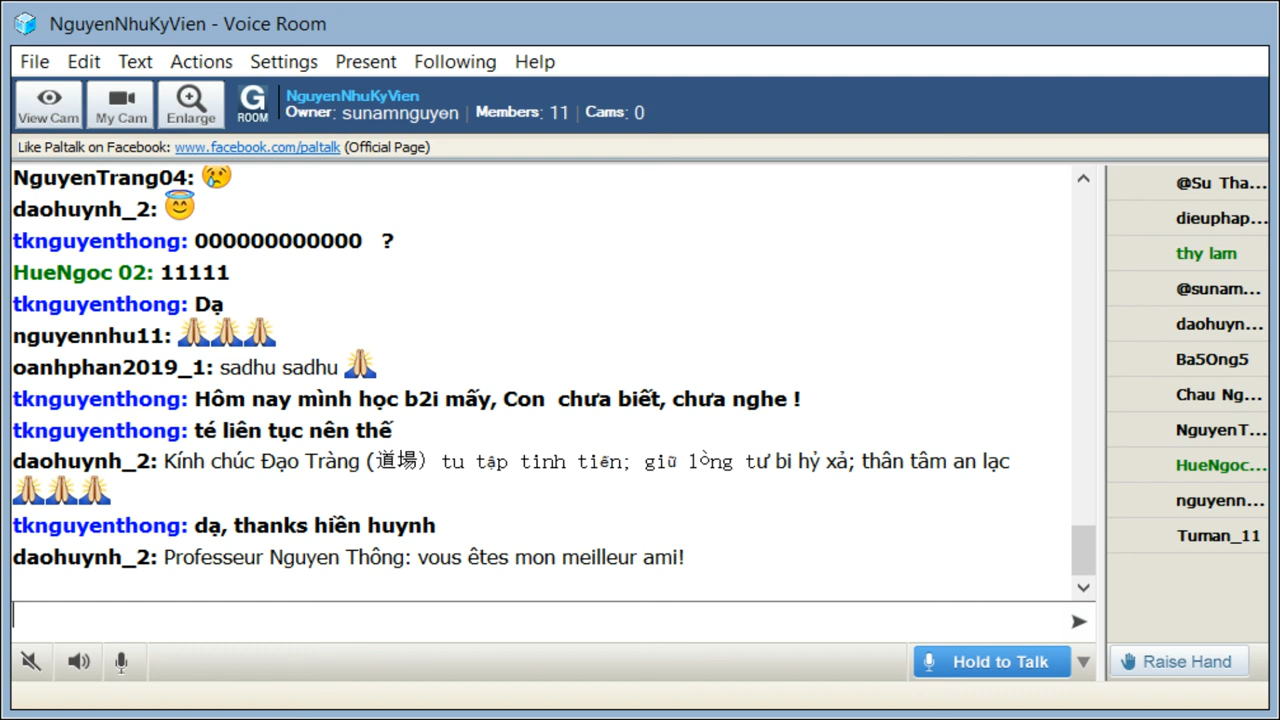 NguyenNhuKyVien - Voice Room
File Edit Text Actions Settings Present Following Help
View Cam My Cam Enlarge G ROOM
NguyenNhuKyVien
Owner: sunamnguyen | Members: 11 | Cams: 0
Like Paltalk on Facebook: www.facebook.com/paltalk (Official Page)
NguyenTrang04: 😢
daohuynh_2: 😇
tknguyenthong: 000000000000 ?
HueNgoc 02: 11111
tknguyenthong: Dạ
nguyennhu11: 🙏🙏🙏
oanhphan2019_1: sadhu sadhu 🙏
tknguyenthong: Hôm nay mình học b2i mấy, Con chưa biết, chưa nghe !
tknguyenthong: té liên tục nên thế
daohuynh_2: Kính chúc Đạo Tràng (道場) tu tập tinh tiến; giữ lòng tư bi hỷ xả; thân tâm an lạc
🙏🙏🙏
tknguyenthong: dạ, thanks hiền huynh
daohuynh_2: Professeur Nguyen Thông: vous êtes mon meilleur ami!
@Su Tha...
dieuphap...
thy lam
@sunam...
daohuyn...
Ba5Ong5
Chau Ng...
NguyenT...
HueNgoc...
nguyenn...
Tuman_11
Hold to Talk
Raise Hand